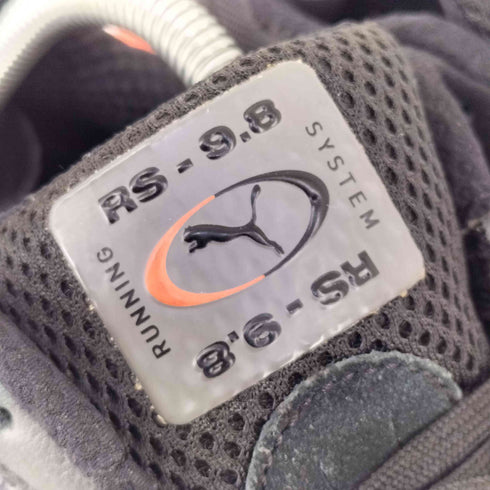 RS - 9.8
SYSTEM
RUNNING
RS - 9.8